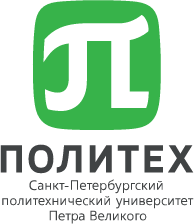 П
ПОЛИТЕХ
Санкт-Петербургский
политехнический университет
Петра Великого